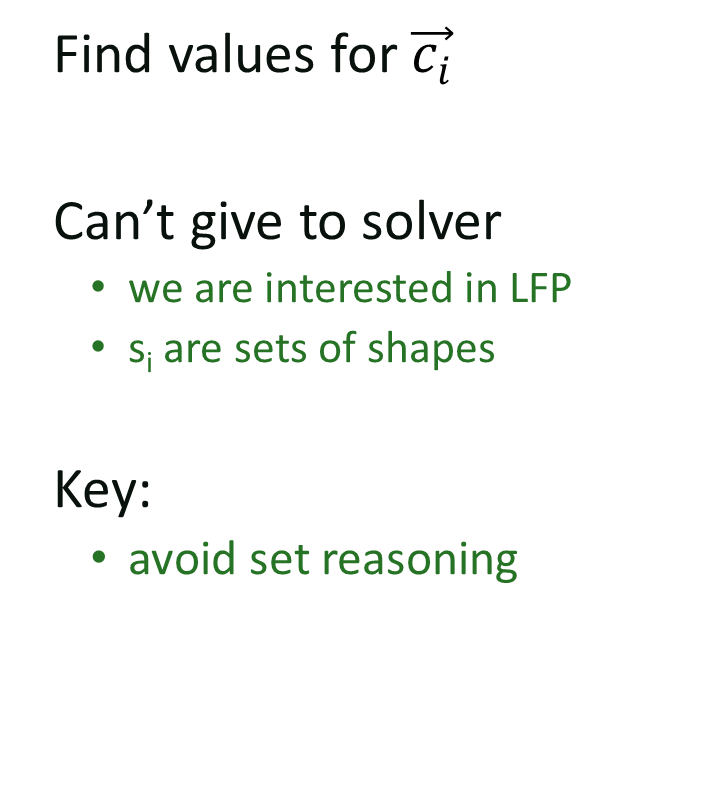 Find values for $\overrightarrow{c_i}$
Can't give to solver
• we are interested in LFP
• sᵢ are sets of shapes
Key:
• avoid set reasoning